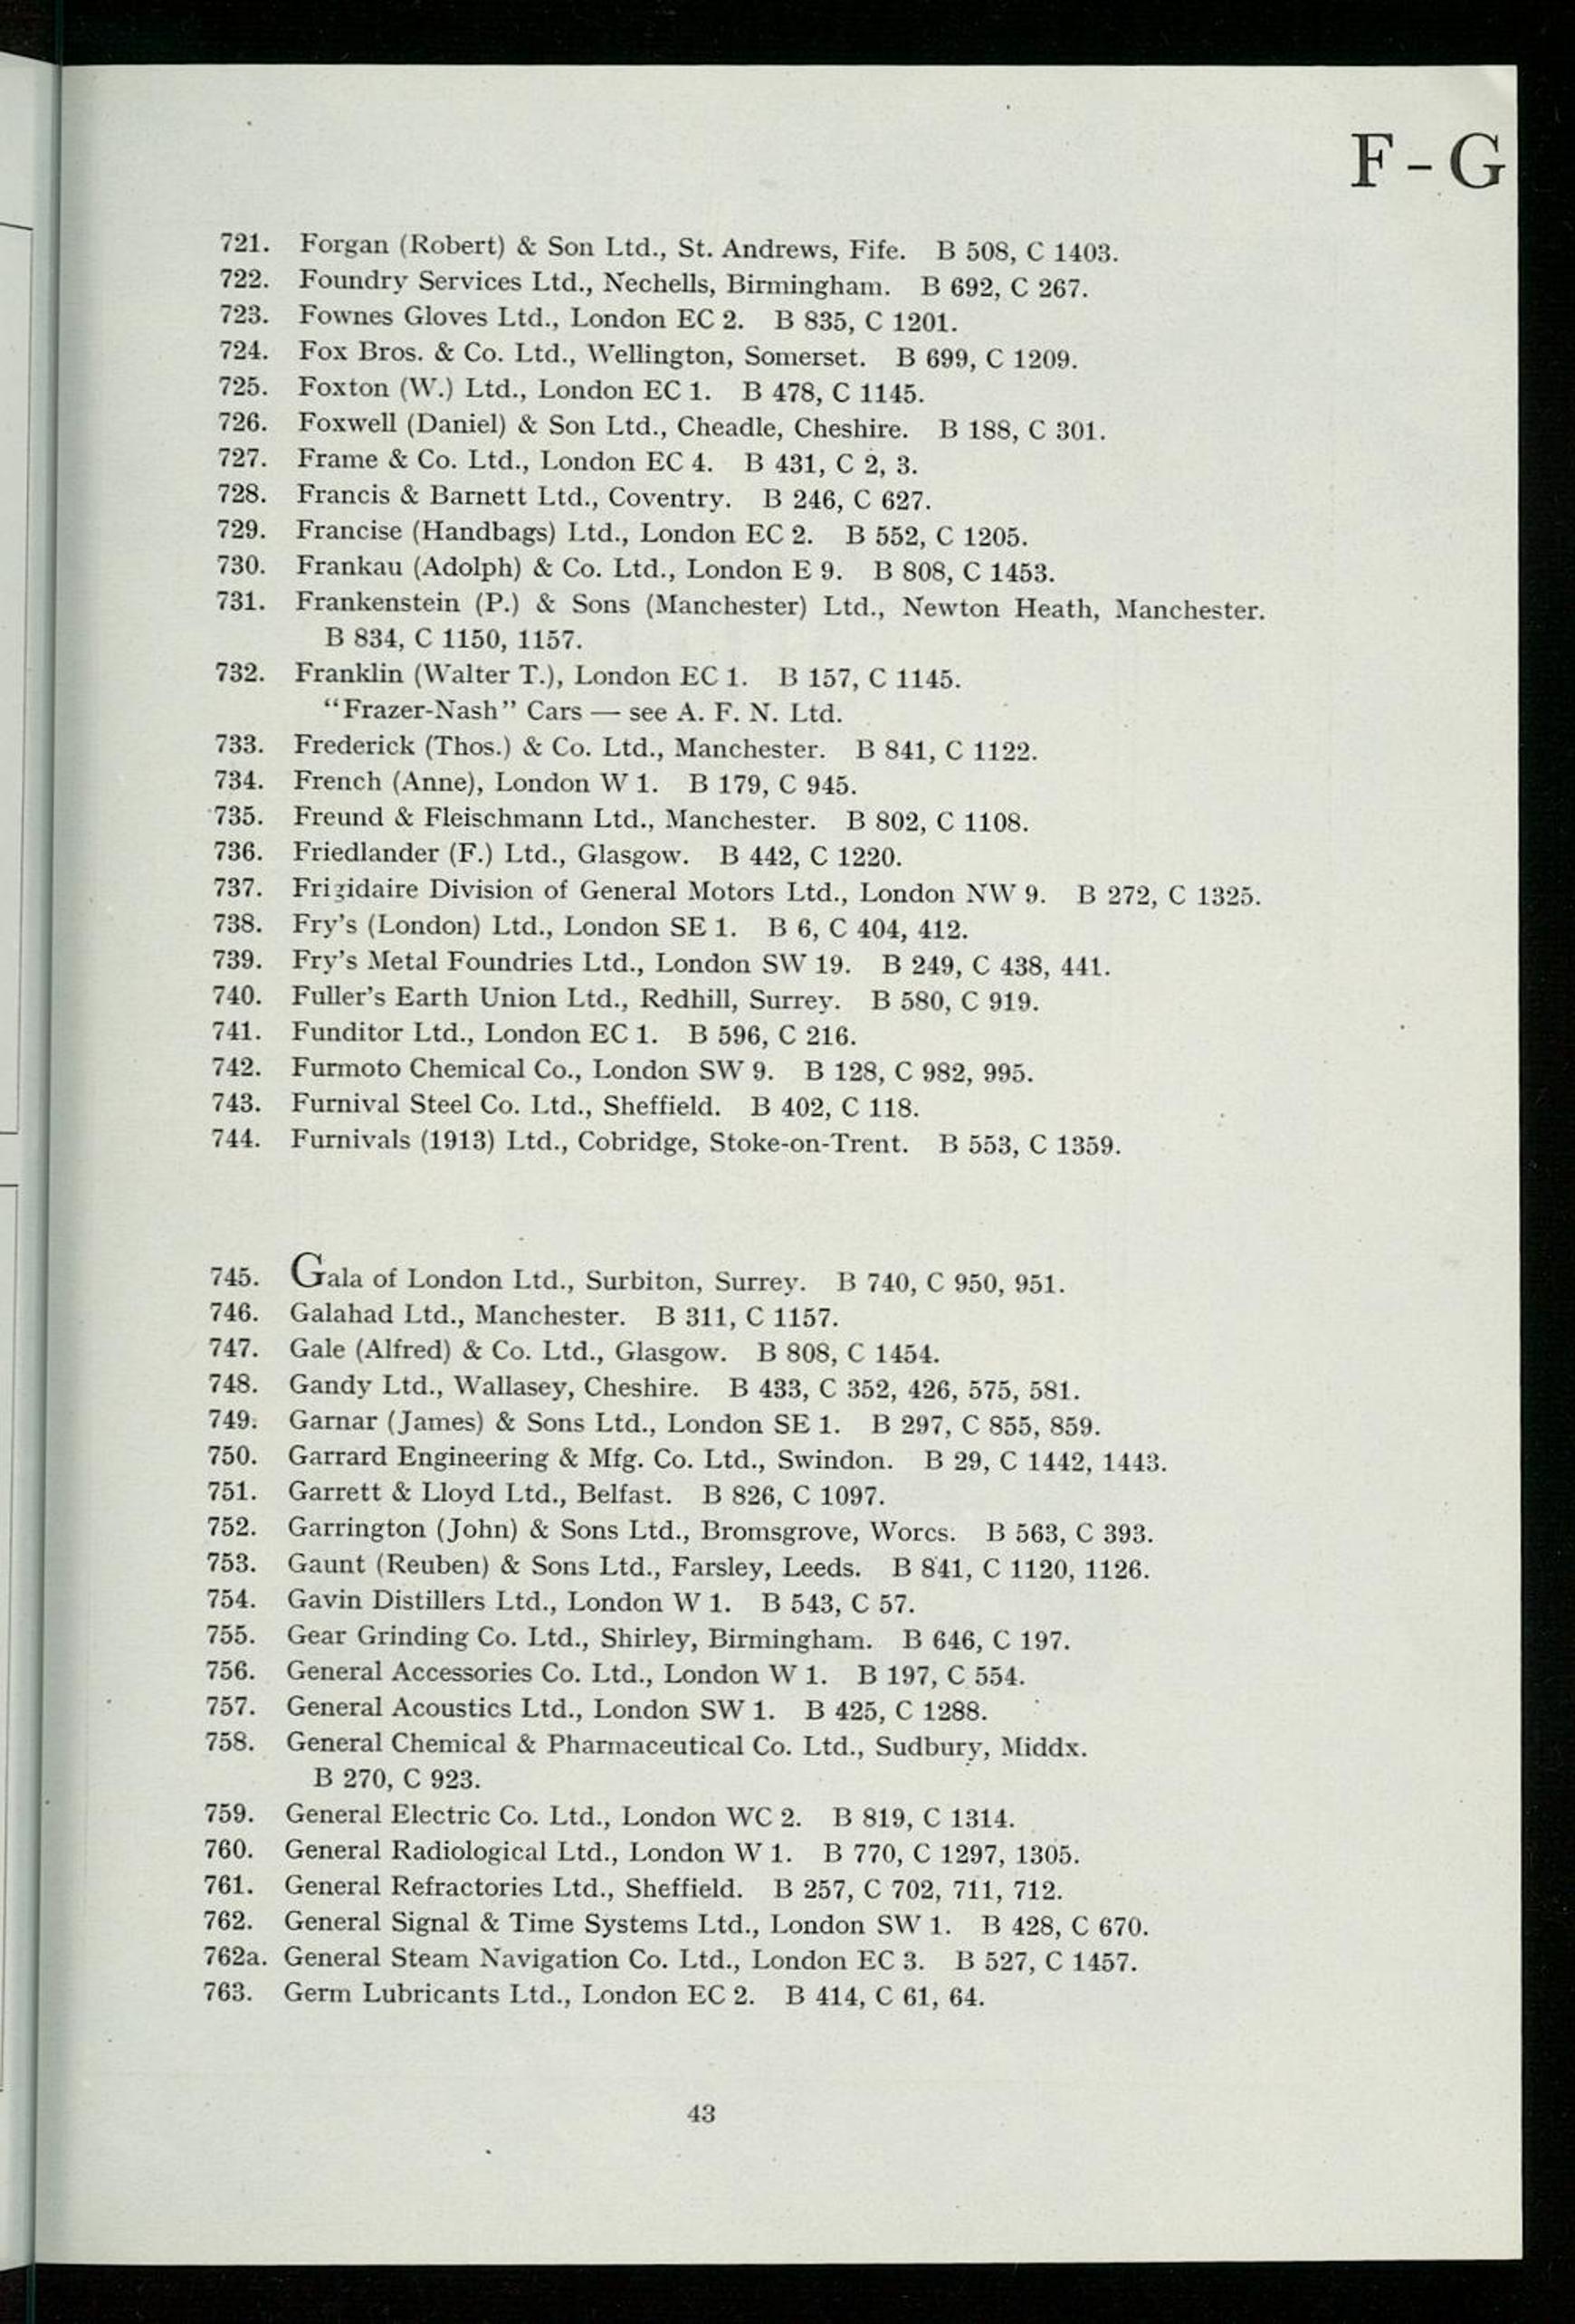 F-G
721. Forgan (Robert) & Son Ltd., St. Andrews, Fife. B 508, C 1403.
722. Foundry Services Ltd., Nechells, Birmingham. B 692, C 267.
723. Fownes Gloves Ltd., London EC 2. B 835, C 1201.
724. Fox Bros. & Co. Ltd., Wellington, Somerset. B 699, C 1209.
725. Foxton (W.) Ltd., London EC 1. B 478, C 1145.
726. Foxwell (Daniel) & Son Ltd., Cheadle, Cheshire. B 188, C 301.
727. Frame & Co. Ltd., London EC 4. B 431, C 2, 3.
728. Francis & Barnett Ltd., Coventry. B 246, C 627.
729. Francise (Handbags) Ltd., London EC 2. B 552, C 1205.
730. Frankau (Adolph) & Co. Ltd., London E 9. B 808, C 1453.
731. Frankenstein (P.) & Sons (Manchester) Ltd., Newton Heath, Manchester.
B 834, C 1150, 1157.
732. Franklin (Walter T.), London EC 1. B 157, C 1145.
“Frazer-Nash” Cars — see A. F. N. Ltd.
733. Frederick (Thos.) & Co. Ltd., Manchester. B 841, C 1122.
734. French (Anne), London W 1. B 179, C 945.
735. Freund & Fleischmann Ltd., Manchester. B 802, C 1108.
736. Friedlander (F.) Ltd., Glasgow. B 442, C 1220.
737. Frigidaire Division of General Motors Ltd., London NW 9. B 272, C 1325.
738. Fry's (London) Ltd., London SE 1. B 6, C 404, 412.
739. Fry's Metal Foundries Ltd., London SW 19. B 249, C 438, 441.
740. Fuller's Earth Union Ltd., Redhill, Surrey. B 580, C 919.
741. Funditor Ltd., London EC 1. B 596, C 216.
742. Furmoto Chemical Co., London SW 9. B 128, C 982, 995.
743. Furnival Steel Co. Ltd., Sheffield. B 402, C 118.
744. Furnivals (1913) Ltd., Cobridge, Stoke-on-Trent. B 553, C 1359.
745. Gala of London Ltd., Surbiton, Surrey. B 740, C 950, 951.
746. Galahad Ltd., Manchester. B 311, C 1157.
747. Gale (Alfred) & Co. Ltd., Glasgow. B 808, C 1454.
748. Gandy Ltd., Wallasey, Cheshire. B 433, C 352, 426, 575, 581.
749. Garnar (James) & Sons Ltd., London SE 1. B 297, C 855, 859.
750. Garrard Engineering & Mfg. Co. Ltd., Swindon. B 29, C 1442, 1443.
751. Garrett & Lloyd Ltd., Belfast. B 826, C 1097.
752. Garrington (John) & Sons Ltd., Bromsgrove, Worcs. B 563, C 393.
753. Gaunt (Reuben) & Sons Ltd., Farsley, Leeds. B 841, C 1120, 1126.
754. Gavin Distillers Ltd., London W 1. B 543, C 57.
755. Gear Grinding Co. Ltd., Shirley, Birmingham. B 646, C 197.
756. General Accessories Co. Ltd., London W 1. B 197, C 554.
757. General Acoustics Ltd., London SW 1. B 425, C 1288.
758. General Chemical & Pharmaceutical Co. Ltd., Sudbury, Middx.
B 270, C 923.
759. General Electric Co. Ltd., London WC 2. B 819, C 1314.
760. General Radiological Ltd., London W 1. B 770, C 1297, 1305.
761. General Refractories Ltd., Sheffield. B 257, C 702, 711, 712.
762. General Signal & Time Systems Ltd., London SW 1. B 428, C 670.
762a. General Steam Navigation Co. Ltd., London EC 3. B 527, C 1457.
763. Germ Lubricants Ltd., London EC 2. B 414, C 61, 64.
43